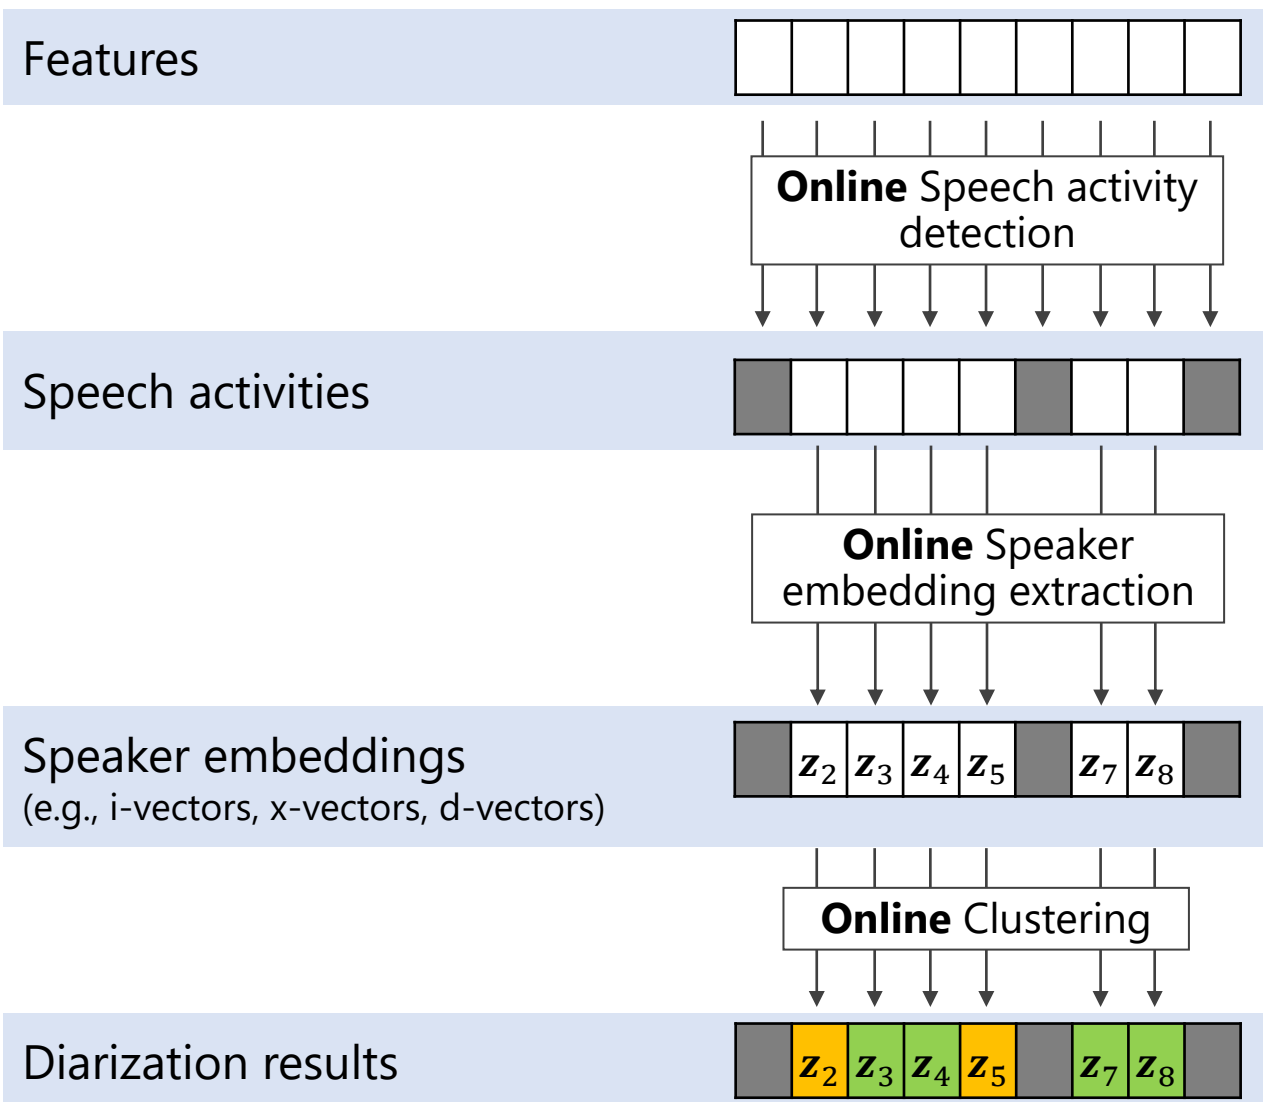 Features
Online Speech activity
detection
Speech activities
Online Speaker
embedding extraction
Speaker embeddings
(e.g., i-vectors, x-vectors, d-vectors)
z₂ z₃ z₄ z₅ z₇ z₈
Online Clustering
Diarization results
z₂ z₃ z₄ z₅ z₇ z₈